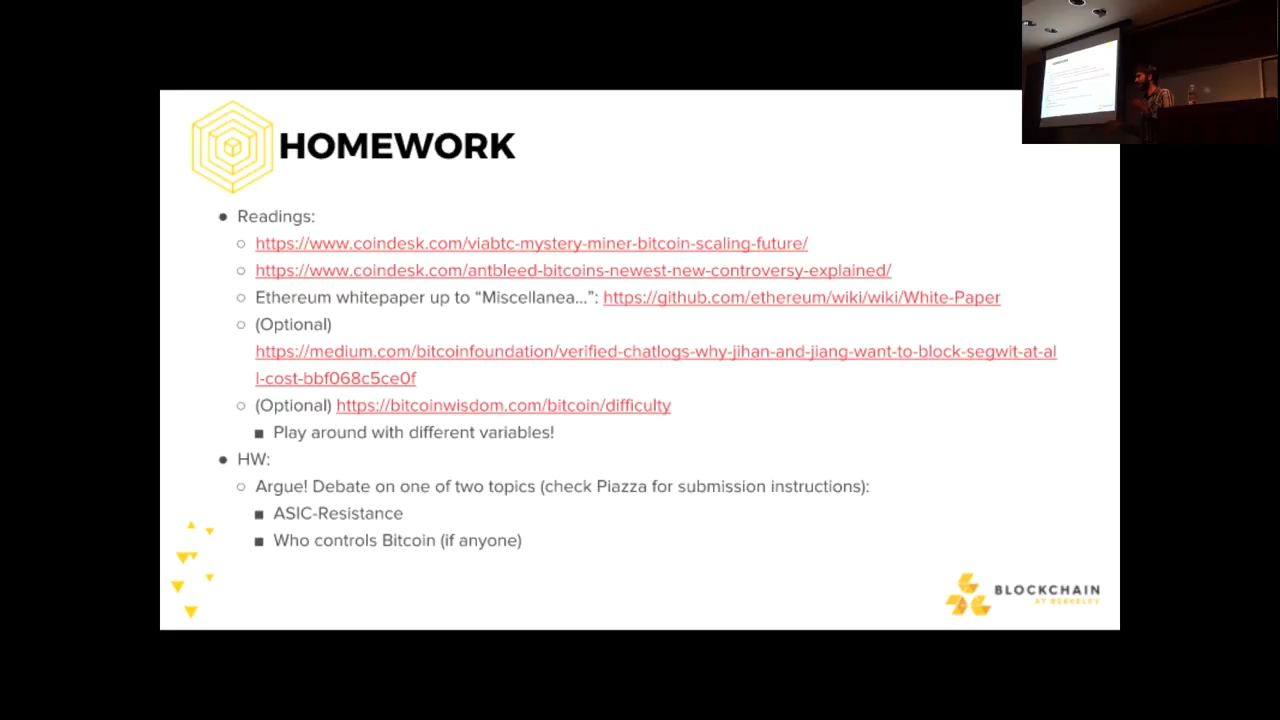 HOMEWORK
● Readings:
○ https://www.coindesk.com/viabtc-mystery-miner-bitcoin-scaling-future/
○ https://www.coindesk.com/antbleed-bitcoins-newest-new-controversy-explained/
○ Ethereum whitepaper up to “Miscellanea...”: https://github.com/ethereum/wiki/wiki/White-Paper
○ (Optional)
https://medium.com/bitcoinfoundation/verified-chatlogs-why-jihan-and-jiang-want-to-block-segwit-at-al
l-cost-bbf068c5ce0f
○ (Optional) https://bitcoinwisdom.com/bitcoin/difficulty
■ Play around with different variables!
● HW:
○ Argue! Debate on one of two topics (check Piazza for submission instructions):
■ ASIC-Resistance
■ Who controls Bitcoin (if anyone)
BLOCKCHAIN
AT BERKELEY